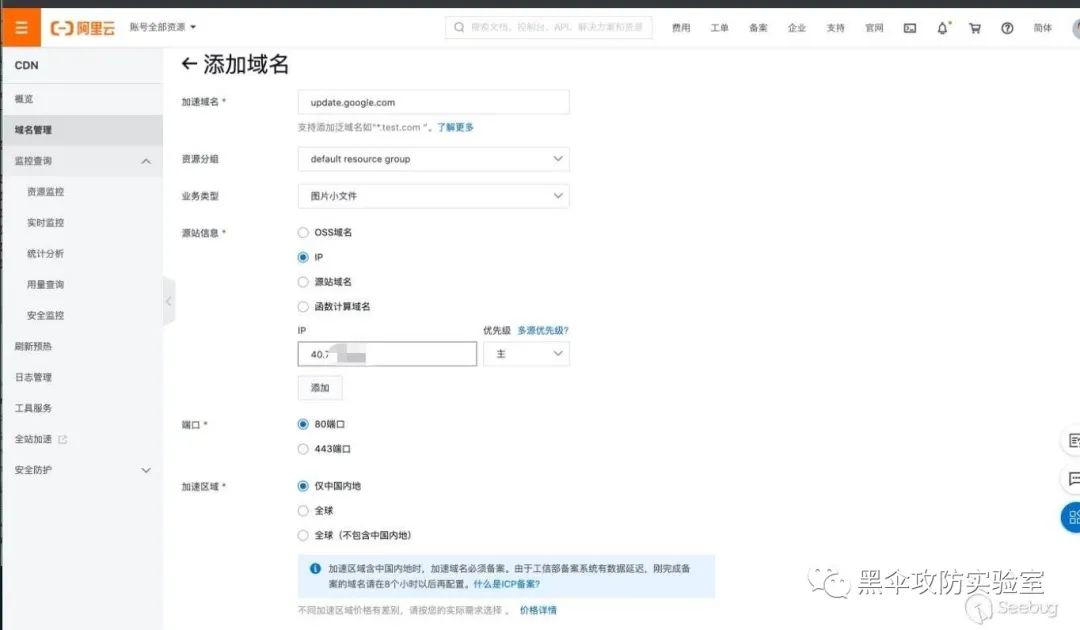 阿里云
账号全部资源
搜索文档、控制台、API、解决方案和资源
费用
工单
备案
企业
支持
官网
简体
CDN
概览
域名管理
监控查询
资源监控
实时监控
统计分析
用量查询
安全监控
刷新预热
日志管理
工具服务
全站加速
安全防护
← 添加域名
加速域名 *
update.google.com
支持添加泛域名如"*.test.com "。了解更多
资源分组
default resource group
业务类型
图片小文件
源站信息 *
OSS域名
IP
源站域名
函数计算域名
IP
优先级 多源优先级?
40.7
主
添加
端口 *
80端口
443端口
加速区域 *
仅中国内地
全球
全球（不包含中国内地）
加速区域含中国内地时，加速域名必须备案。由于工信部备案系统有数据延迟，刚完成备
案的域名请在8个小时以后再配置。什么是ICP备案?
不同加速区域价格有差别，请按您的实际需求选择 。 价格详情
黑伞攻防实验室
Seebug